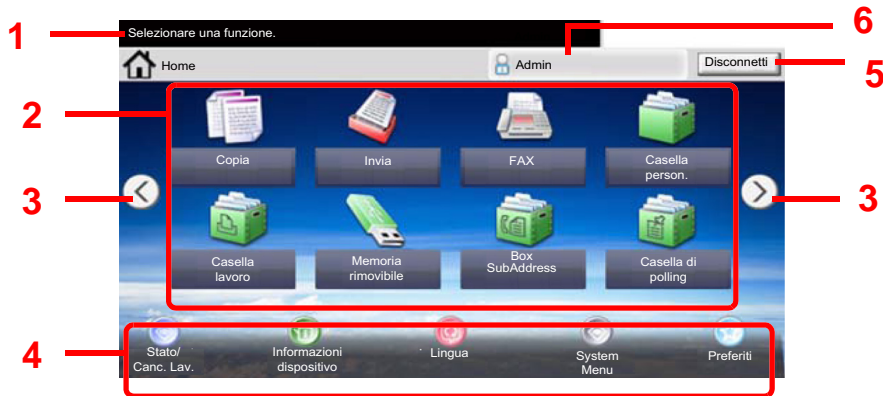 1
Selezionare una funzione.
6
Home
Admin
Disconnetti
5
2
Copia
Invia
FAX
Casella
person.
3
3
Casella
lavoro
Memoria
rimovibile
Box
SubAddress
Casella di
polling
4
Stato/
Canc. Lav.
Informazioni
dispositivo
Lingua
System
Menu
Preferiti